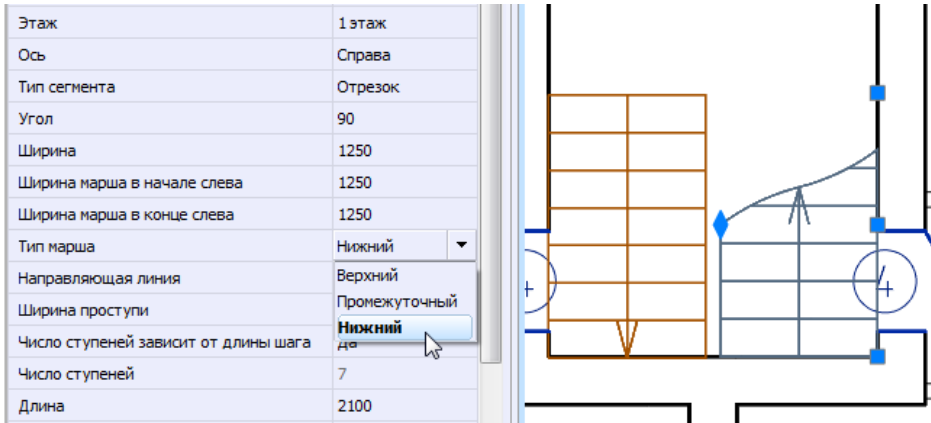 Этаж 1 этаж
Ось Справа
Тип сегмента Отрезок
Угол 90
Ширина 1250
Ширина марша в начале слева 1250
Ширина марша в конце слева 1250
Тип марша Нижний
Направляющая линия Верхний
Ширина проступи Промежуточный
Нижний
Число ступеней зависит от длины шага Да
Число ступеней 7
Длина 2100